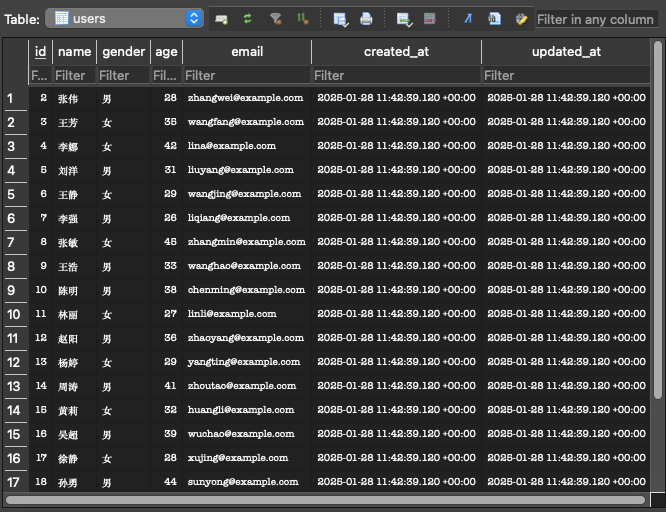 Table: users Filter in any column
id name gender age email created_at updated_at
F... Filter Filter Fil... Filter Filter Filter
1 2 张伟 男 28 zhangwei@example.com 2025-01-28 11:42:39.120 +00:00 2025-01-28 11:42:39.120 +00:00
2 3 王芳 女 35 wangfang@example.com 2025-01-28 11:42:39.120 +00:00 2025-01-28 11:42:39.120 +00:00
3 4 李娜 女 42 lina@example.com 2025-01-28 11:42:39.120 +00:00 2025-01-28 11:42:39.120 +00:00
4 5 刘洋 男 31 liuyang@example.com 2025-01-28 11:42:39.120 +00:00 2025-01-28 11:42:39.120 +00:00
5 6 王静 女 29 wangjing@example.com 2025-01-28 11:42:39.120 +00:00 2025-01-28 11:42:39.120 +00:00
6 7 李强 男 26 liqiang@example.com 2025-01-28 11:42:39.120 +00:00 2025-01-28 11:42:39.120 +00:00
7 8 张敏 女 45 zhangmin@example.com 2025-01-28 11:42:39.120 +00:00 2025-01-28 11:42:39.120 +00:00
8 9 王浩 男 33 wanghao@example.com 2025-01-28 11:42:39.120 +00:00 2025-01-28 11:42:39.120 +00:00
9 10 陈明 男 38 chenming@example.com 2025-01-28 11:42:39.120 +00:00 2025-01-28 11:42:39.120 +00:00
10 11 林丽 女 27 linli@example.com 2025-01-28 11:42:39.120 +00:00 2025-01-28 11:42:39.120 +00:00
11 12 赵阳 男 36 zhaoyang@example.com 2025-01-28 11:42:39.120 +00:00 2025-01-28 11:42:39.120 +00:00
12 13 杨婷 女 29 yangting@example.com 2025-01-28 11:42:39.120 +00:00 2025-01-28 11:42:39.120 +00:00
13 14 周涛 男 41 zhoutao@example.com 2025-01-28 11:42:39.120 +00:00 2025-01-28 11:42:39.120 +00:00
14 15 黄莉 女 32 huangli@example.com 2025-01-28 11:42:39.120 +00:00 2025-01-28 11:42:39.120 +00:00
15 16 吴超 男 39 wuchao@example.com 2025-01-28 11:42:39.120 +00:00 2025-01-28 11:42:39.120 +00:00
16 17 徐静 女 28 xujing@example.com 2025-01-28 11:42:39.120 +00:00 2025-01-28 11:42:39.120 +00:00
17 18 孙勇 男 44 sunyong@example.com 2025-01-28 11:42:39.120 +00:00 2025-01-28 11:42:39.120 +00:00